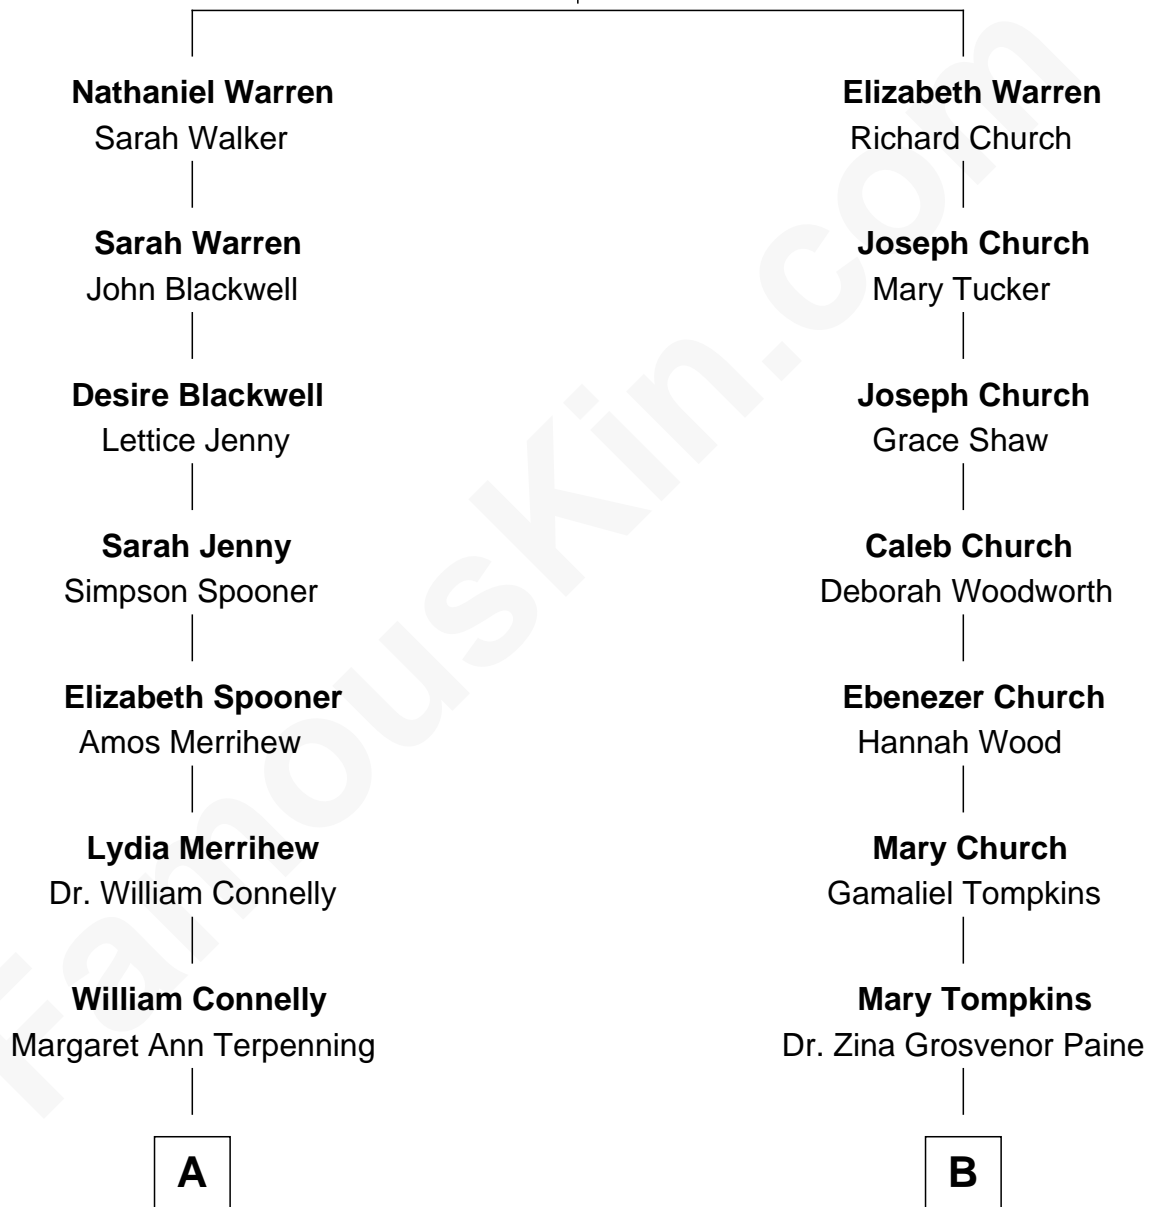 Nathaniel Warren
Sarah Walker
Sarah Warren
John Blackwell
Desire Blackwell
Lettice Jenny
Sarah Jenny
Simpson Spooner
Elizabeth Spooner
Amos Merrihew
Lydia Merrihew
Dr. William Connelly
William Connelly
Margaret Ann Terpenning
A
Elizabeth Warren
Richard Church
Joseph Church
Mary Tucker
Joseph Church
Grace Shaw
Caleb Church
Deborah Woodworth
Ebenezer Church
Hannah Wood
Mary Church
Gamaliel Tompkins
Mary Tompkins
Dr. Zina Grosvenor Paine
B
FamousKin.com